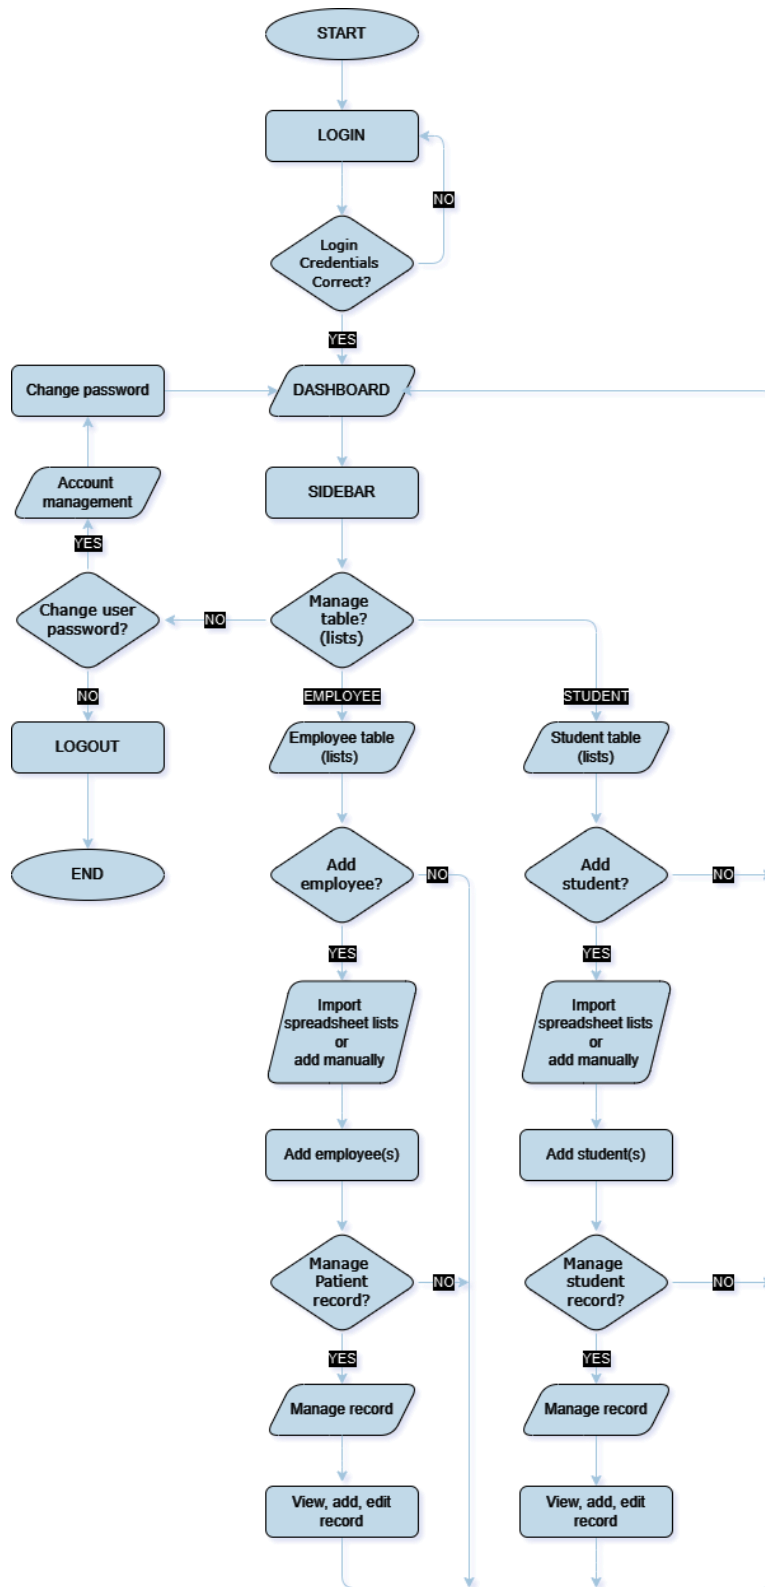 START
LOGIN
NO
Login
Credentials
Correct?
YES
Change password
DASHBOARD
Account
management
SIDEBAR
YES
Change user
password?
NO
Manage
table?
(lists)
NO
EMPLOYEE
STUDENT
LOGOUT
Employee table
(lists)
Student table
(lists)
END
Add
employee?
NO
Add
student?
NO
YES
YES
Import
spreadsheet lists
or
add manually
Import
spreadsheet lists
or
add manually
Add employee(s)
Add student(s)
Manage
Patient
record?
NO
Manage
student
record?
NO
YES
YES
Manage record
Manage record
View, add, edit
record
View, add, edit
record